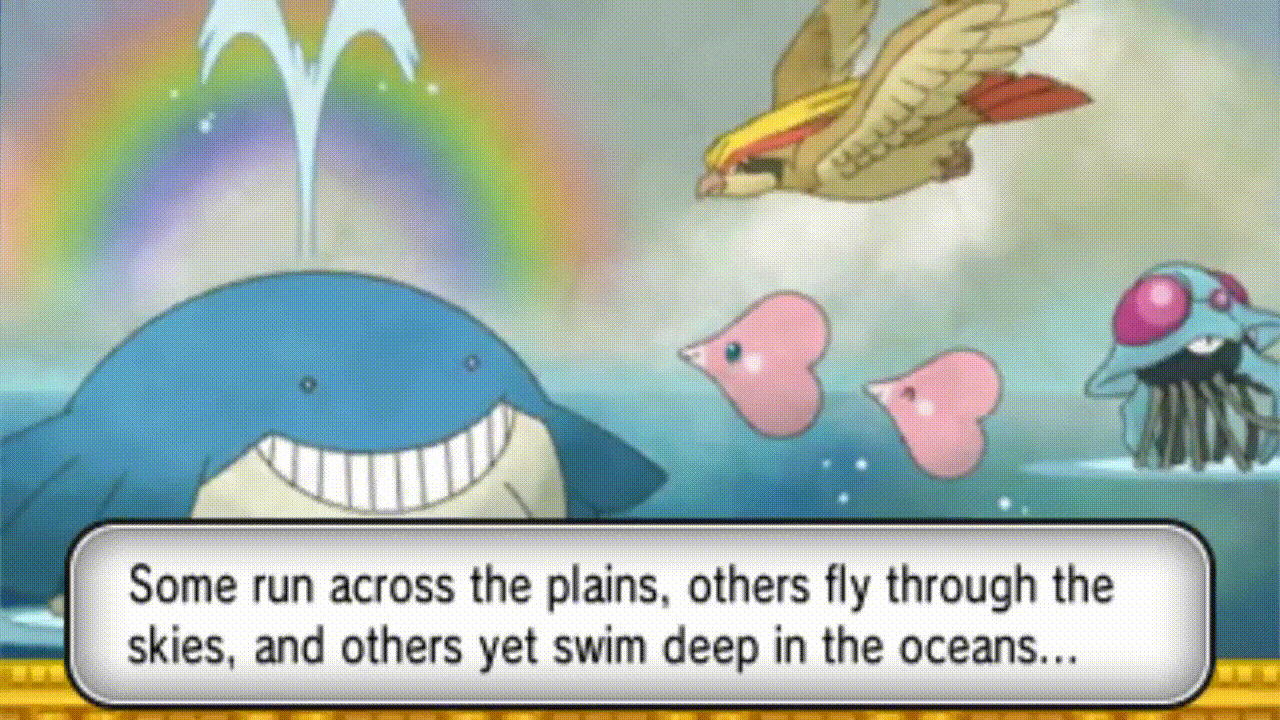 Some run across the plains, others fly through the
skies, and others yet swim deep in the oceans...